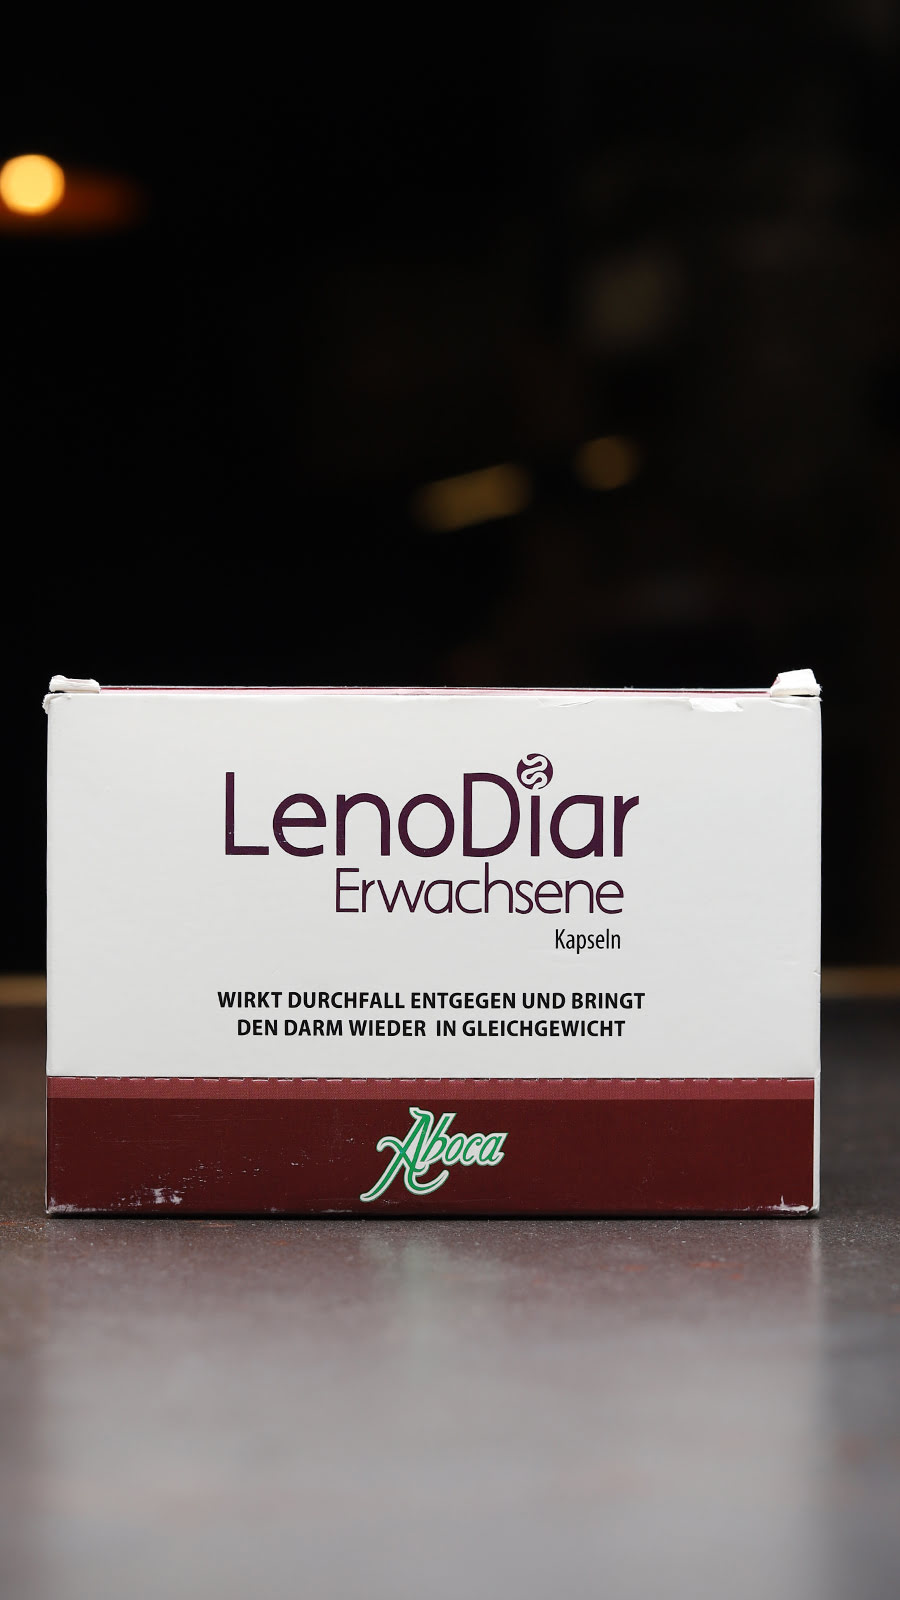 LenoDiar
Erwachsene
Kapseln
WIRKT DURCHFALL ENTGEGEN UND BRINGT
DEN DARM WIEDER IN GLEICHGEWICHT
Aboca